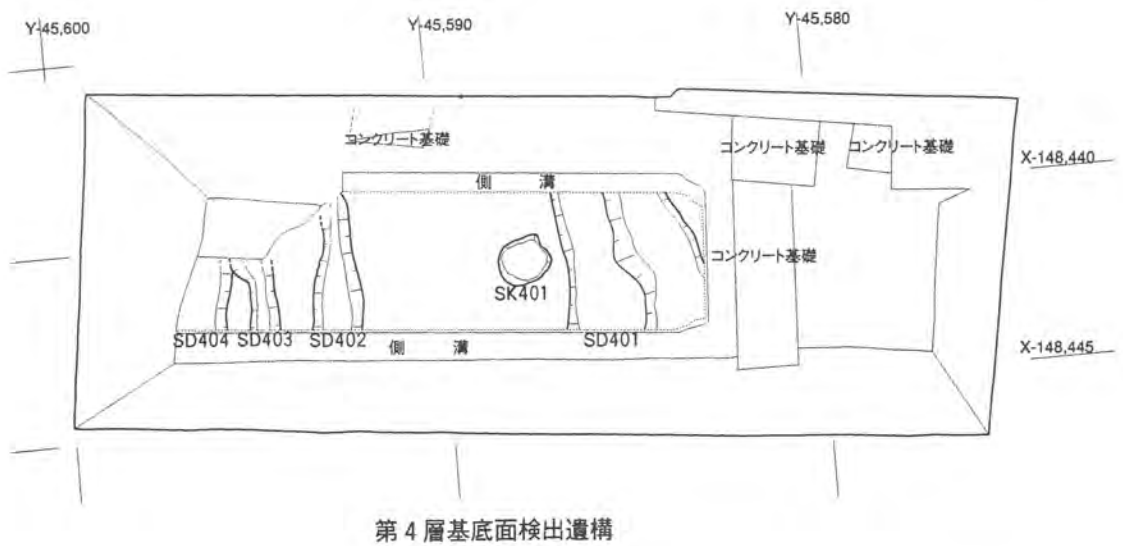 Y-45,600
Y-45,590
Y-45,580
コンクリート基礎
コンクリート基礎
コンクリート基礎
X-148,440
側 溝
コンクリート基礎
SK401
SD404
SD403
SD402
側 溝
SD401
X-148,445
第4層基底面検出遺構